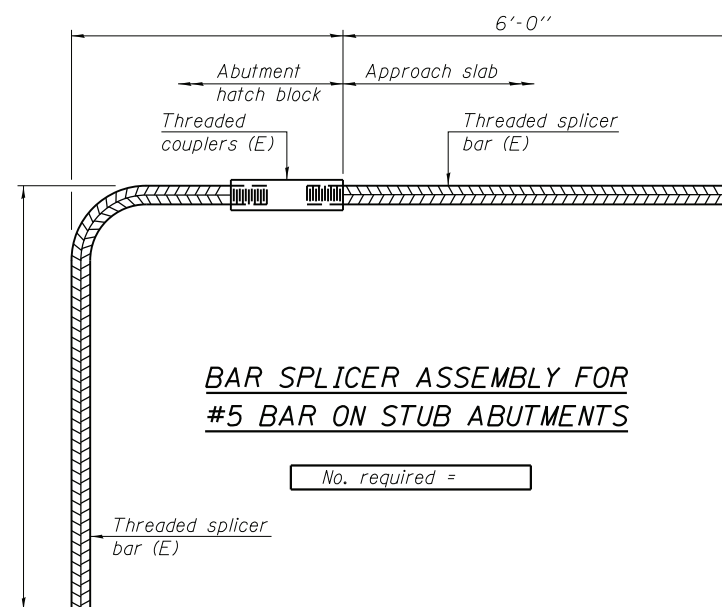 6'-0"
Abutment
hatch block
Approach slab
Threaded
couplers (E)
Threaded splicer
bar (E)
BAR SPLICER ASSEMBLY FOR
#5 BAR ON STUB ABUTMENTS
No. required =
Threaded splicer
bar (E)